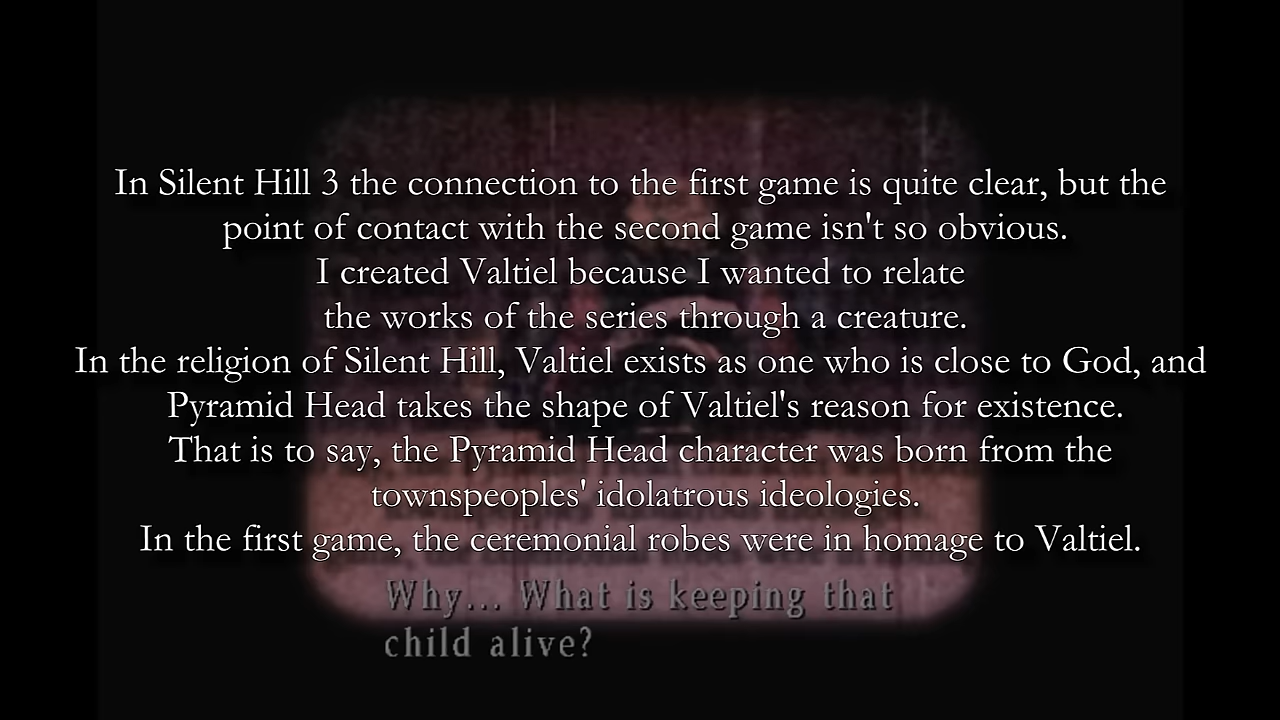 In Silent Hill 3 the connection to the first game is quite clear, but the
point of contact with the second game isn't so obvious.
I created Valtiel because I wanted to relate
the works of the series through a creature.
In the religion of Silent Hill, Valtiel exists as one who is close to God, and
Pyramid Head takes the shape of Valtiel's reason for existence.
That is to say, the Pyramid Head character was born from the
townspeoples' idolatrous ideologies.
In the first game, the ceremonial robes were in homage to Valtiel.
Why... What is keeping that
child alive?